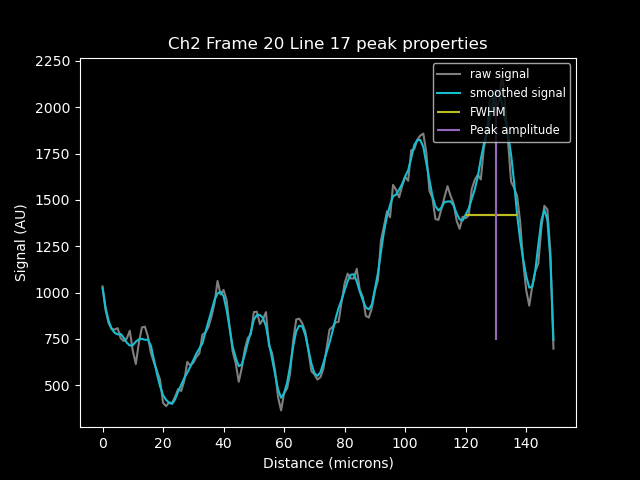 Ch2 Frame 20 Line 17 peak properties
raw signal
smoothed signal
FWHM
Peak amplitude
Signal (AU)
2250
2000
1750
1500
1250
1000
750
500
0 20 40 60 80 100 120 140
Distance (microns)